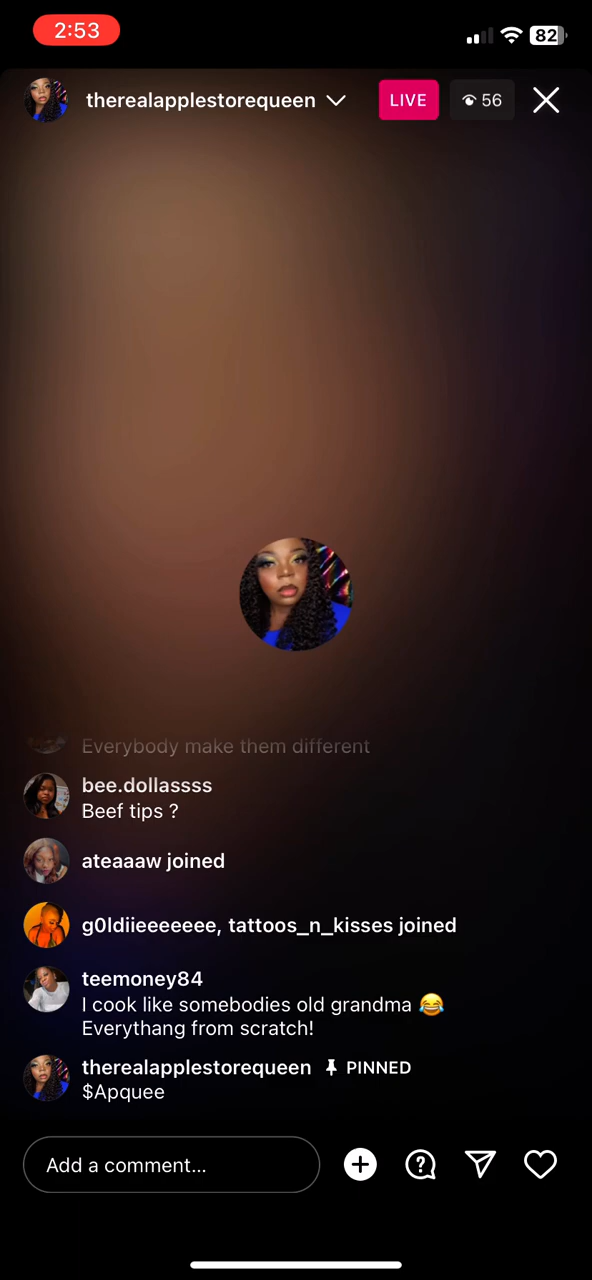 2:53
82
therealapplestorequeen
LIVE
56
Everybody make them different
bee.dollassss
Beef tips ?
ateaaaw joined
g0ldiieeeeeee, tattoos_n_kisses joined
teemoney84
I cook like somebodies old grandma 😂
Everythang from scratch!
therealapplestorequeen PINNED
$Apquee
Add a comment...